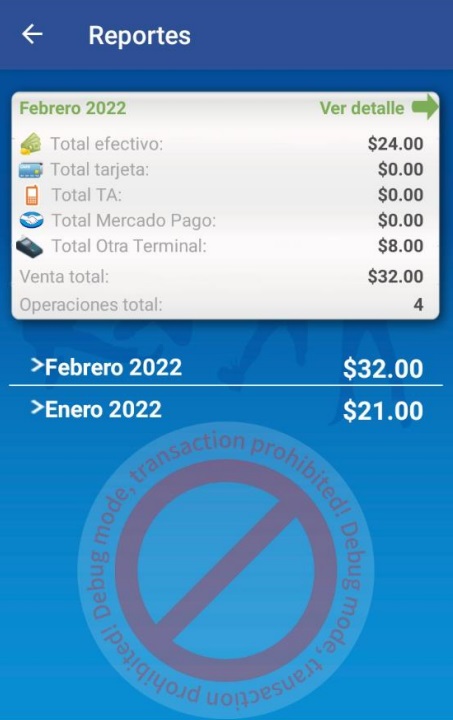 Reportes
Febrero 2022 Ver detalle
Total efectivo: $24.00
Total tarjeta: $0.00
Total TA: $0.00
Total Mercado Pago: $0.00
Total Otra Terminal: $8.00
Venta total: $32.00
Operaciones total: 4
>Febrero 2022 $32.00
>Enero 2022 $21.00
Debug mode, transaction prohibited! Debug mode, transaction prohibited!